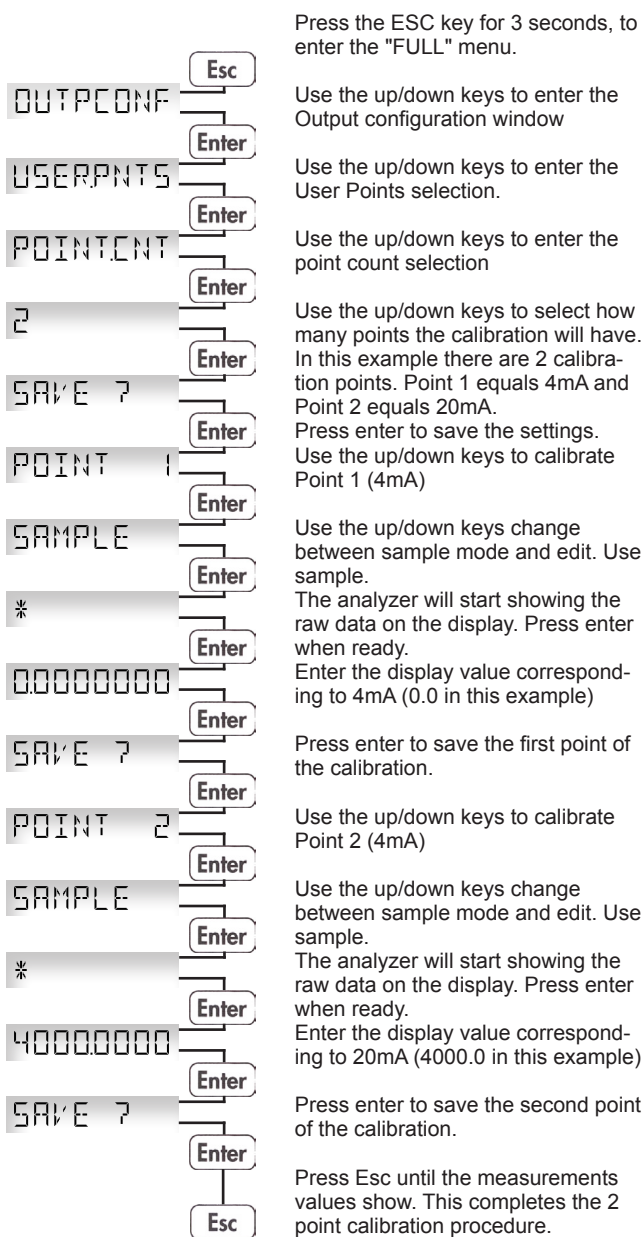 Press the ESC key for 3 seconds, to
enter the "FULL" menu.
Esc
OUTPCONF
Use the up/down keys to enter the
Output configuration window
Enter
USER.PNTS
Use the up/down keys to enter the
User Points selection.
Enter
POINT.CNT
Use the up/down keys to enter the
point count selection
Enter
2
Use the up/down keys to select how
many points the calibration will have.
In this example there are 2 calibra-
tion points. Point 1 equals 4mA and
Point 2 equals 20mA.
Enter
SAVE ?
Press enter to save the settings.
Enter
POINT 1
Use the up/down keys to calibrate
Point 1 (4mA)
Enter
SAMPLE
Use the up/down keys change
between sample mode and edit. Use
sample.
Enter
*
The analyzer will start showing the
raw data on the display. Press enter
when ready.
Enter
0.0000000
Enter the display value correspond-
ing to 4mA (0.0 in this example)
Enter
SAVE ?
Press enter to save the first point of
the calibration.
Enter
POINT 2
Use the up/down keys to calibrate
Point 2 (4mA)
Enter
SAMPLE
Use the up/down keys change
between sample mode and edit. Use
sample.
Enter
*
The analyzer will start showing the
raw data on the display. Press enter
when ready.
Enter
4000.0000
Enter the display value correspond-
ing to 20mA (4000.0 in this example)
Enter
SAVE ?
Press enter to save the second point
of the calibration.
Enter
Press Esc until the measurements
values show. This completes the 2
point calibration procedure.
Esc